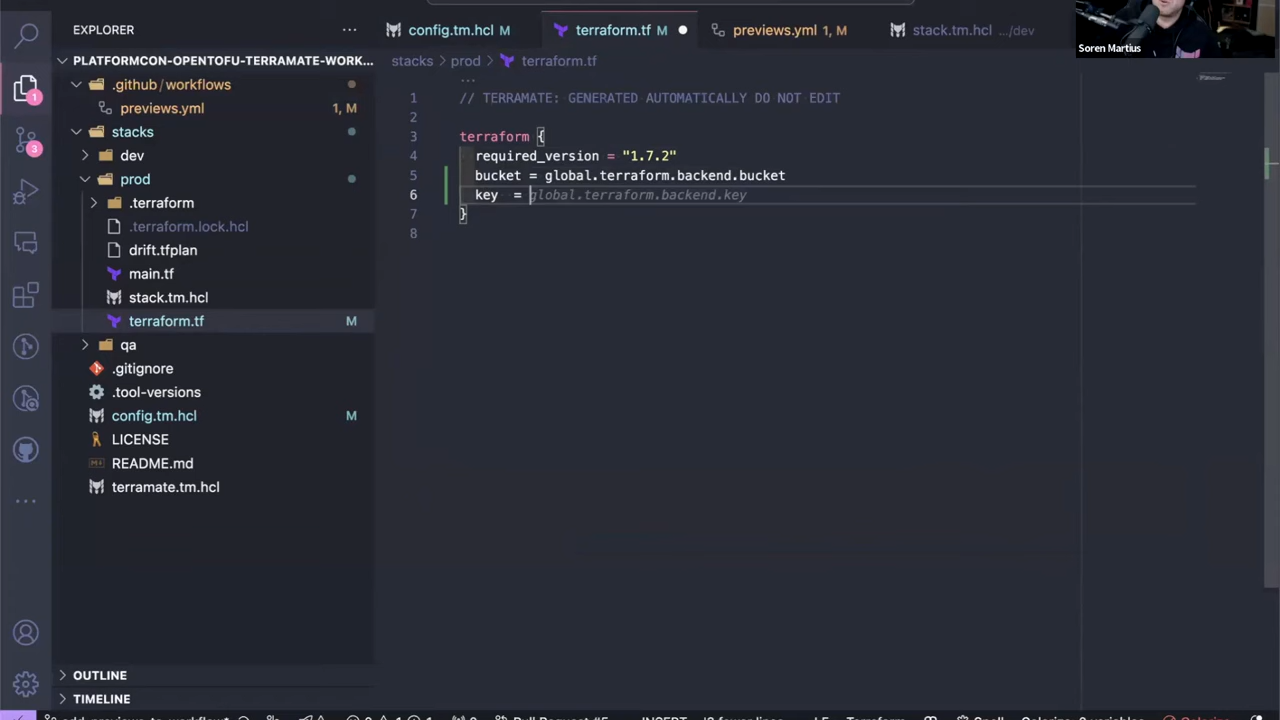 EXPLORER
PLATFORMCON-OPENTOFU-TERRAMATE-WORK...
.github/workflows
previews.yml 1, M
stacks
dev
prod
.terraform
.terraform.lock.hcl
drift.tfplan
main.tf
stack.tm.hcl
terraform.tf M
qa
.gitignore
.tool-versions
config.tm.hcl M
LICENSE
README.md
terramate.tm.hcl
OUTLINE
TIMELINE
1
3
config.tm.hcl M
terraform.tf M
previews.yml 1, M
stack.tm.hcl .../dev
Soren Martius
stacks > prod > terraform.tf
1 // TERRAMATE: GENERATED AUTOMATICALLY DO NOT EDIT
2
3 terraform {
4 required_version = "1.7.2"
5 bucket = global.terraform.backend.bucket
6 key = global.terraform.backend.key
7 }
8